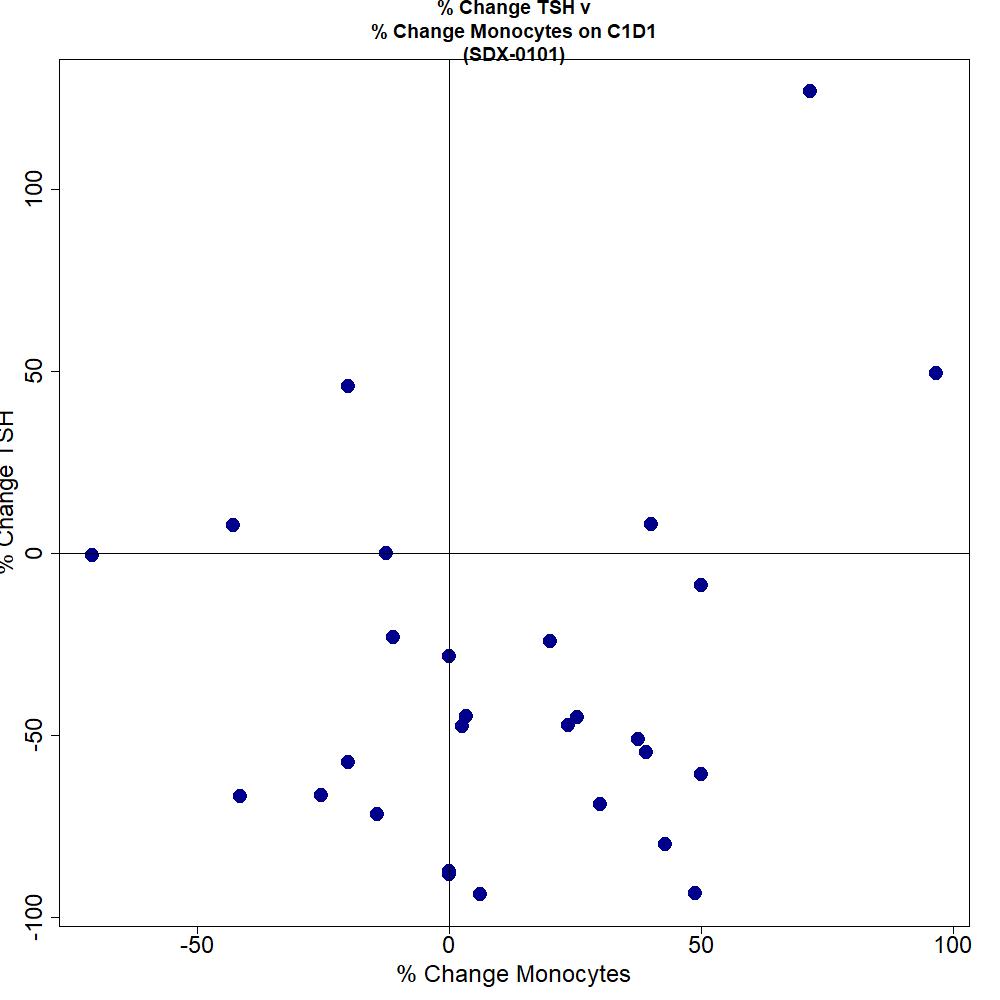 % Change TSH v
% Change Monocytes on C1D1
(SDX-0101)
100
50
0
-50
-100
% Change TSH
-50
0
50
100
% Change Monocytes